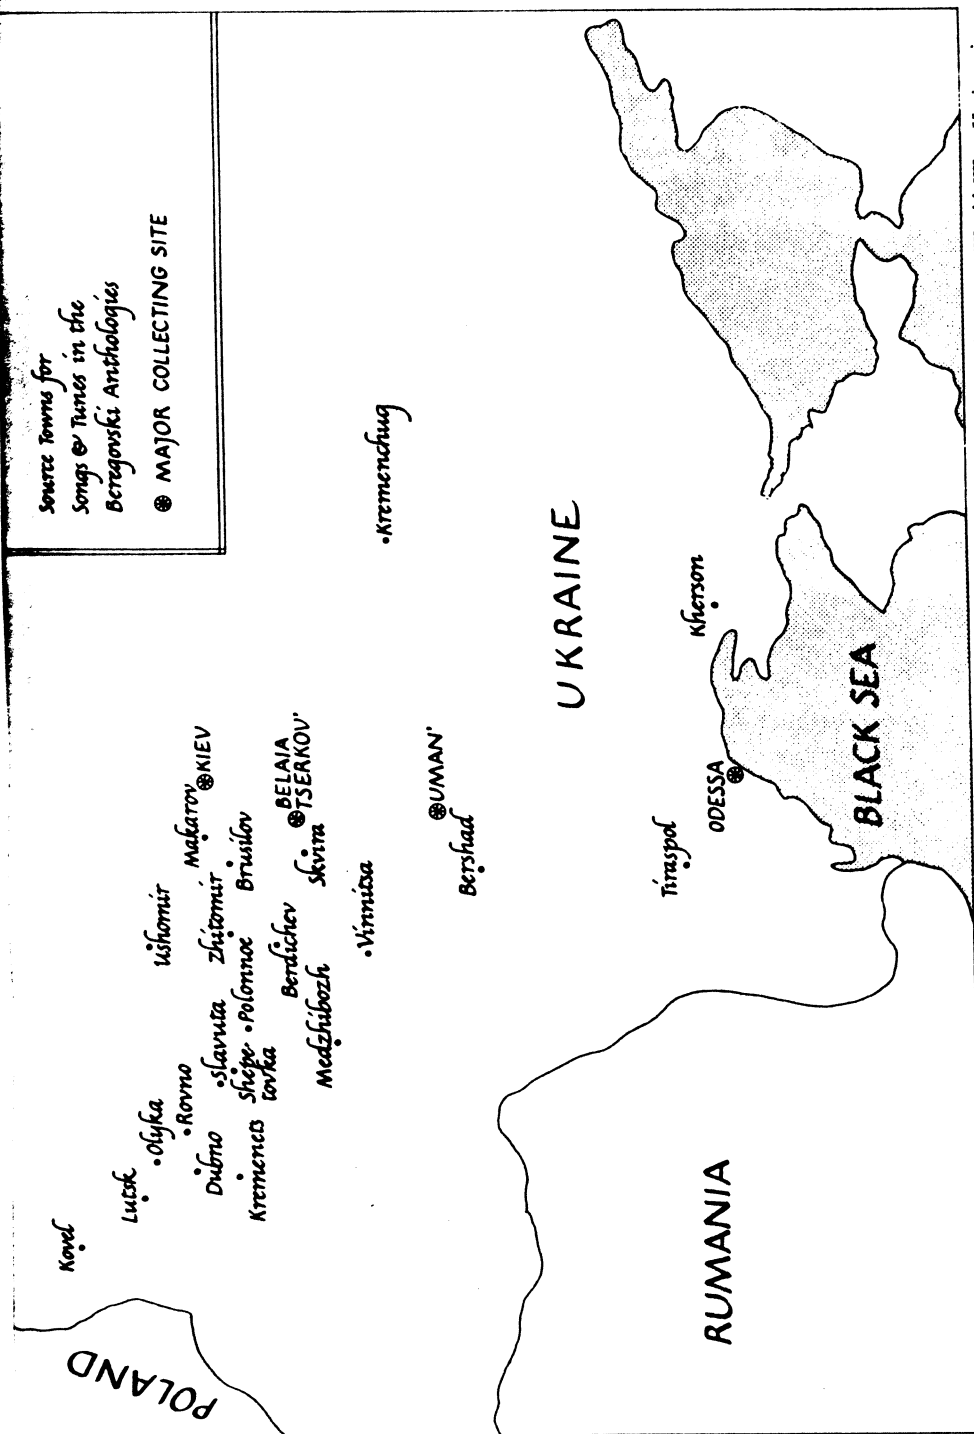 Source Towns for
Songs & Tunes in the
Beregovski Anthologies
MAJOR COLLECTING SITE
POLAND
Kovel
Lutsk
Olyka
Rovno
Dubno
Kremenets
Slavuta
Shepe-
tovka
Polonnoe
Ushomir
Zhitomir
Makarov
KIEV
Brusilov
Berdichev
Medzhibozh
BELAIA
TSERKOV'
Skvira
Vinnitsa
Kremenchug
UMAN'
Bershad
UKRAINE
Tiraspol
ODESSA
Kherson
RUMANIA
BLACK SEA